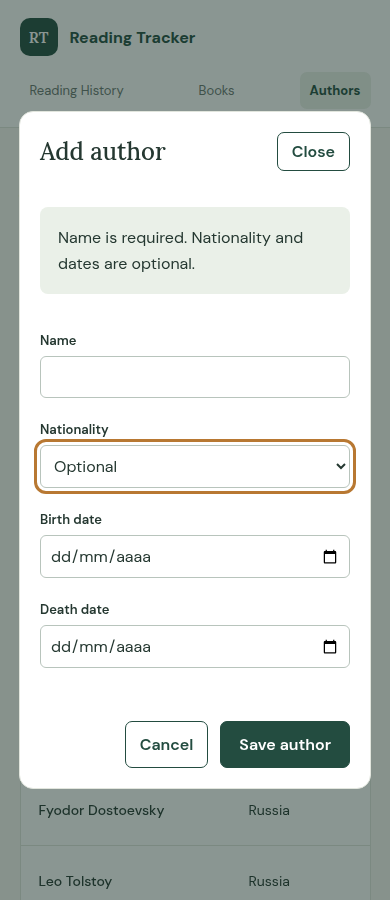 RT Reading Tracker
Reading History Books Authors
Add author
Close
Name is required. Nationality and
dates are optional.
Name
Nationality
Optional
Birth date
dd/mm/aaaa
Death date
dd/mm/aaaa
Cancel
Save author
Fyodor Dostoevsky Russia
Leo Tolstoy Russia